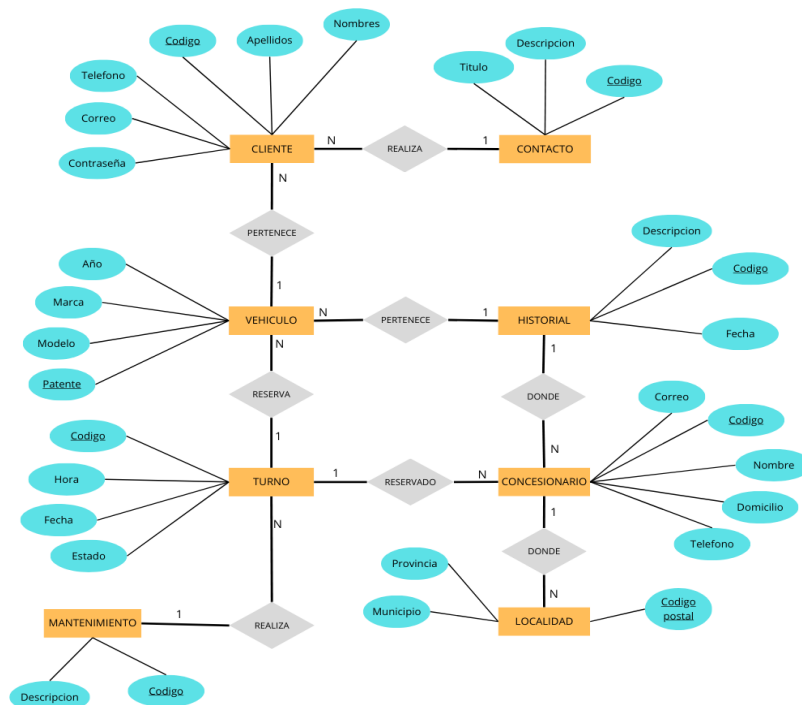 Codigo
Apellidos
Nombres
Telefono
Correo
Contraseña
Titulo
Descripcion
Codigo
CLIENTE
N
REALIZA
1
CONTACTO
N
PERTENECE
1
Año
Marca
Modelo
Patente
VEHICULO
N
PERTENECE
1
HISTORIAL
Descripcion
Codigo
Fecha
N
RESERVA
1
1
DONDE
N
Codigo
Hora
Fecha
Estado
TURNO
1
RESERVADO
N
CONCESIONARIO
Correo
Codigo
Nombre
Domicilio
Telefono
N
REALIZA
1
MANTENIMIENTO
Descripcion
Codigo
1
DONDE
N
Provincia
Municipio
LOCALIDAD
Codigo
postal